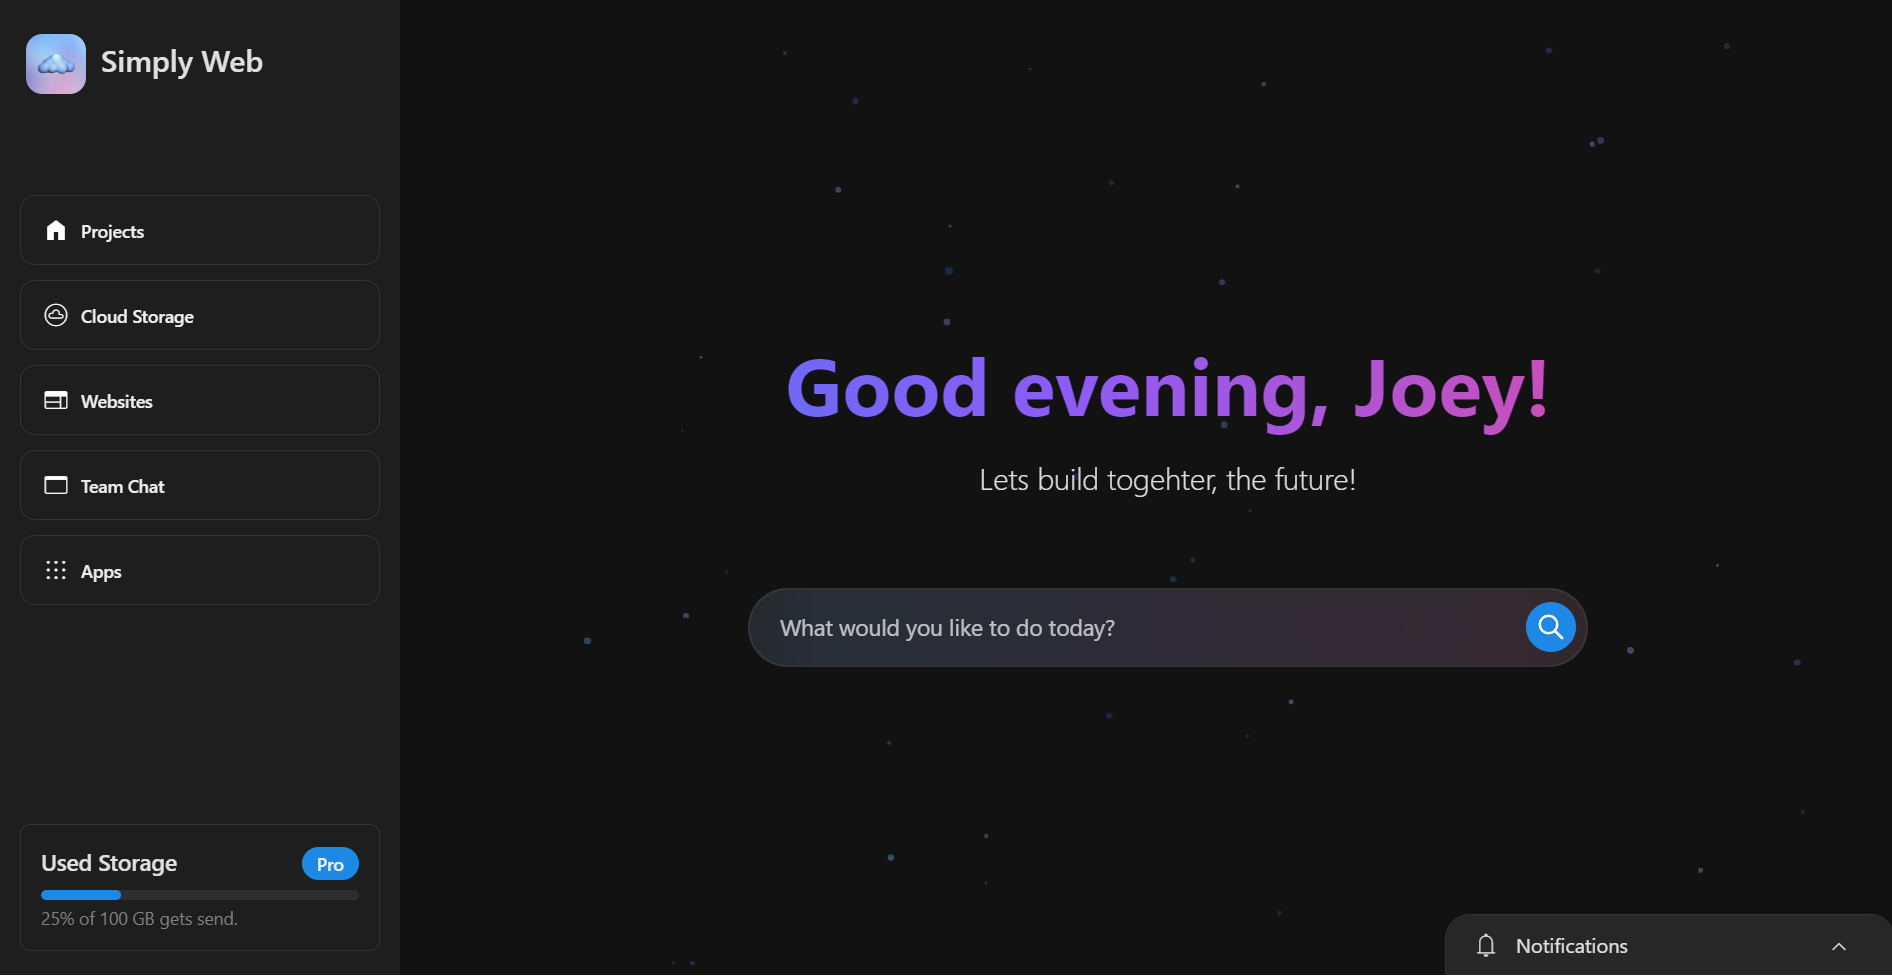 Simply Web
Projects
Cloud Storage
Websites
Team Chat
Apps
Used Storage
Pro
25% of 100 GB gets send.
Good evening, Joey!
Lets build togehter, the future!
What would you like to do today?
Notifications